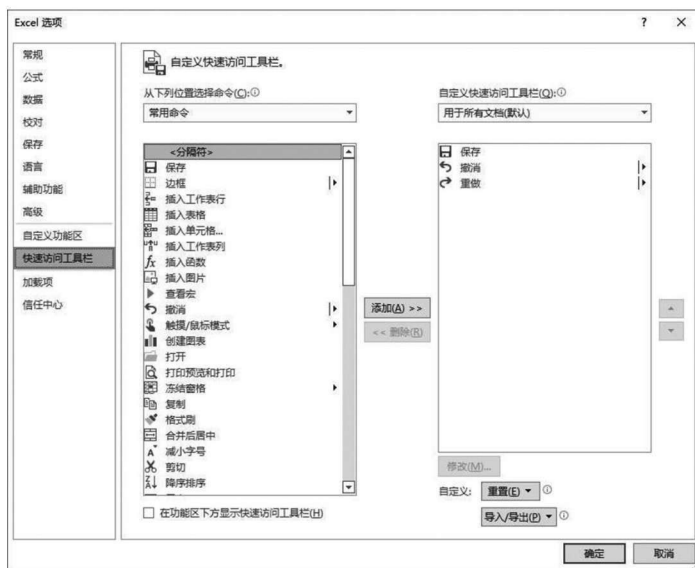 Excel 选项
? ×
常规
公式
数据
校对
保存
语言
辅助功能
高级
自定义功能区
快速访问工具栏
加载项
信任中心
自定义快速访问工具栏。
从下列位置选择命令(C):
常用命令
<分隔符>
保存
边框
插入工作表行
插入表格
插入单元格...
插入工作表列
fx 插入函数
插入图片
查看宏
撤消
触摸/鼠标模式
创建图表
打开
打印预览和打印
冻结窗格
复制
格式刷
合并后居中
减小字号
剪切
降序排序
在功能区下方显示快速访问工具栏(H)
添加(A) >>
<< 删除(R)
自定义快速访问工具栏(Q):
用于所有文档(默认)
保存
撤消
重做
修改(M)...
自定义: 重置(E)
导入/导出(P)
确定 取消